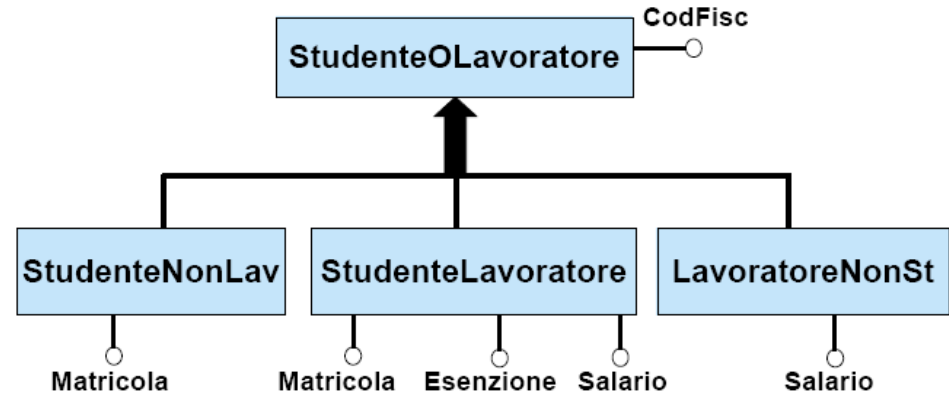 CodFisc
StudenteOLavoratore
StudenteNonLav
StudenteLavoratore
LavoratoreNonSt
Matricola
Matricola
Esenzione
Salario
Salario